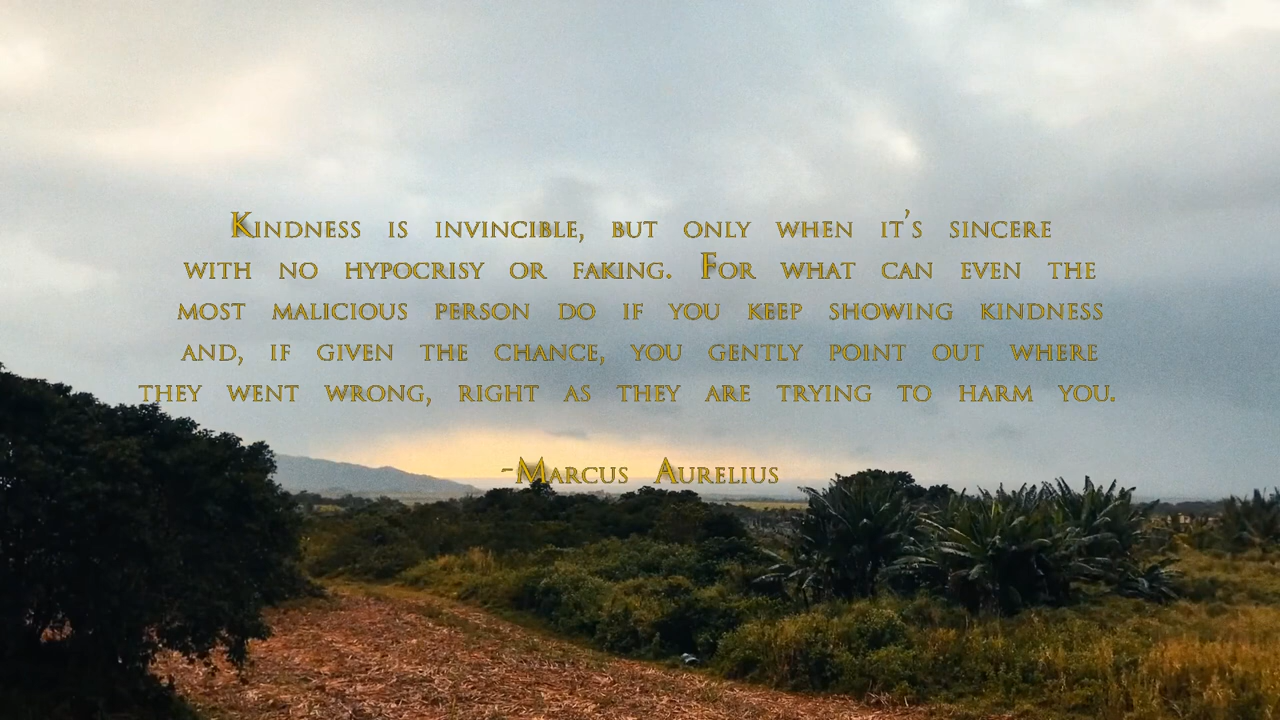 Kindness is invincible, but only when it's sincere
with no hypocrisy or faking. For what can even the
most malicious person do if you keep showing kindness
and, if given the chance, you gently point out where
they went wrong, right as they are trying to harm you.
-Marcus Aurelius